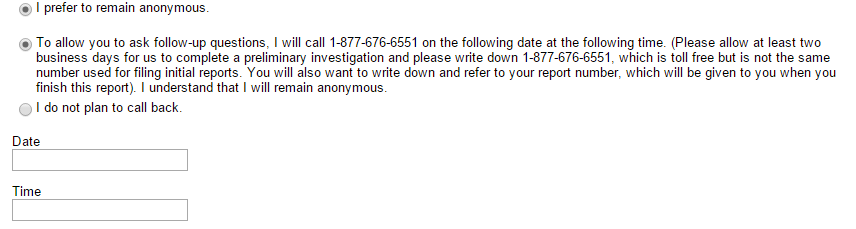 I prefer to remain anonymous.
To allow you to ask follow-up questions, I will call 1-877-676-6551 on the following date at the following time. (Please allow at least two
business days for us to complete a preliminary investigation and please write down 1-877-676-6551, which is toll free but is not the same
number used for filing initial reports. You will also want to write down and refer to your report number, which will be given to you when you
finish this report). I understand that I will remain anonymous.
I do not plan to call back.
Date
Time